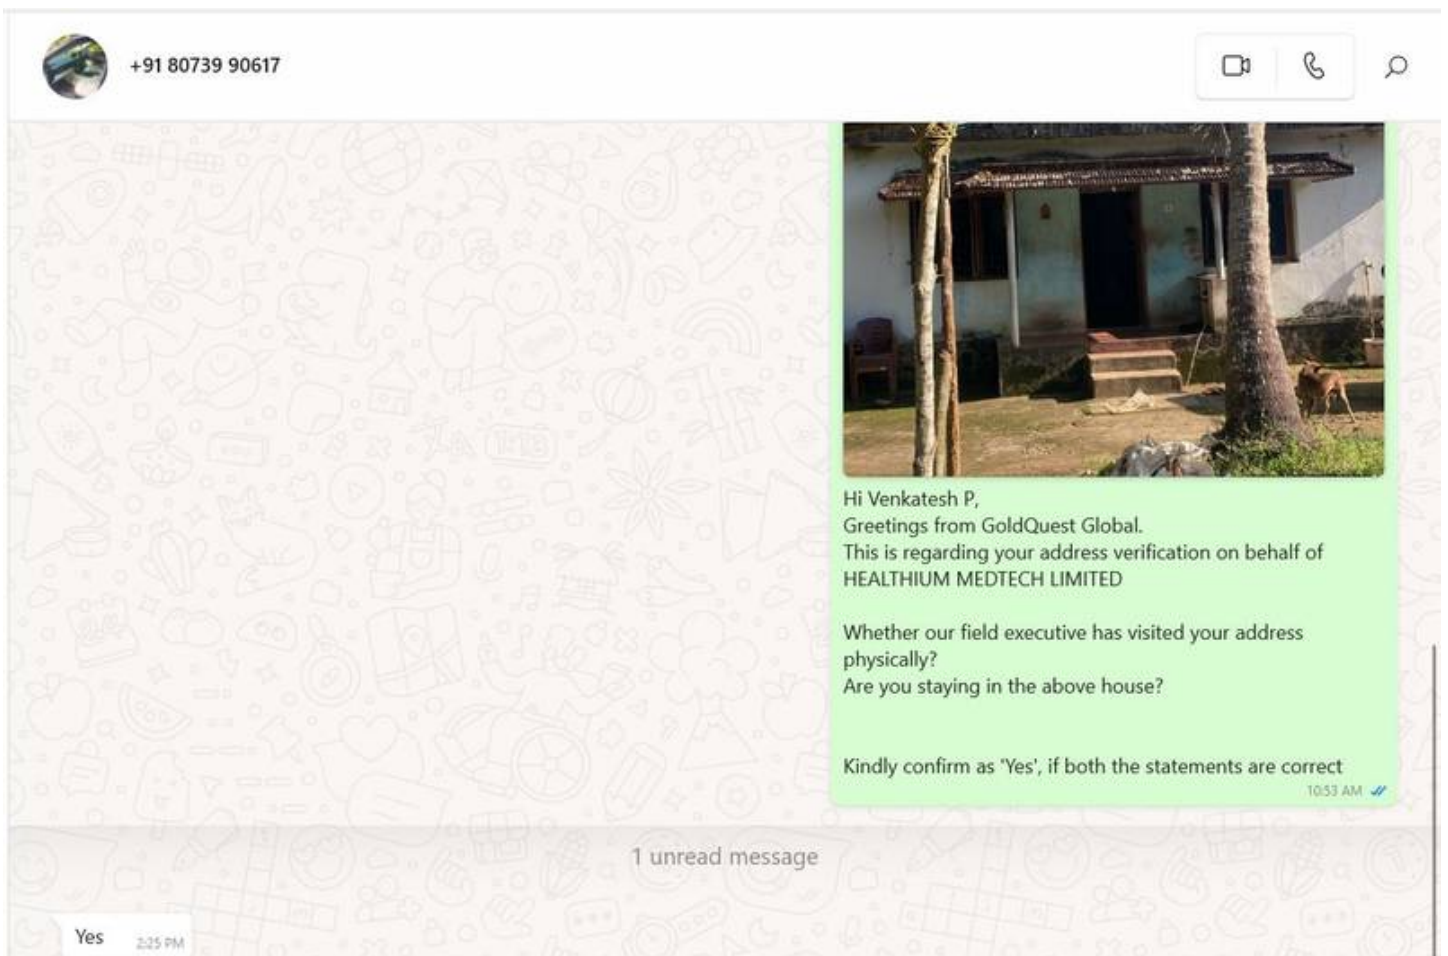 +91 80739 90617
Hi Venkatesh P,
Greetings from GoldQuest Global.
This is regarding your address verification on behalf of
HEALTHIUM MEDTECH LIMITED
Whether our field executive has visited your address
physically?
Are you staying in the above house?
Kindly confirm as 'Yes', if both the statements are correct
10:53 AM
1 unread message
Yes
2:25 PM